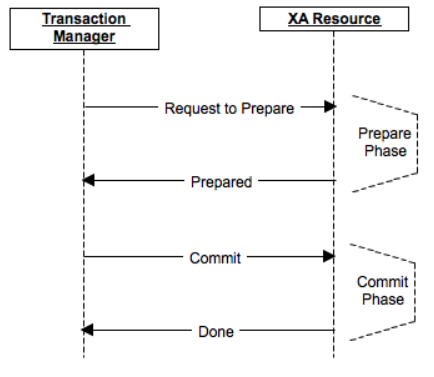 Transaction
Manager
XA Resource
Request to Prepare
Prepare
Phase
Prepared
Commit
Commit
Phase
Done